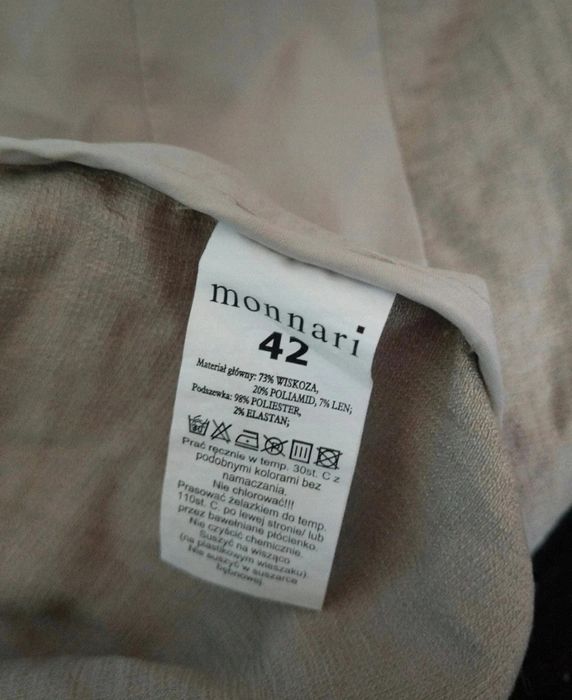 monnari
42
Materiał główny: 73% WISKOZA,
20% POLIAMID, 7% LEN;
Podszewka: 98% POLIESTER,
2% ELASTAN;
Prać ręcznie w temp. 30st. C z
podobnymi kolorami bez
namaczania.
Nie chlorować!!!
Prasować żelazkiem do temp.
110st. C. po lewej stronie/ lub
przez bawełniane płócienko.
Nie czyścić chemicznie.
Suszyć na wisząco
(na plastikowym wieszaku)
Nie suszyć w suszarce
bębnowej